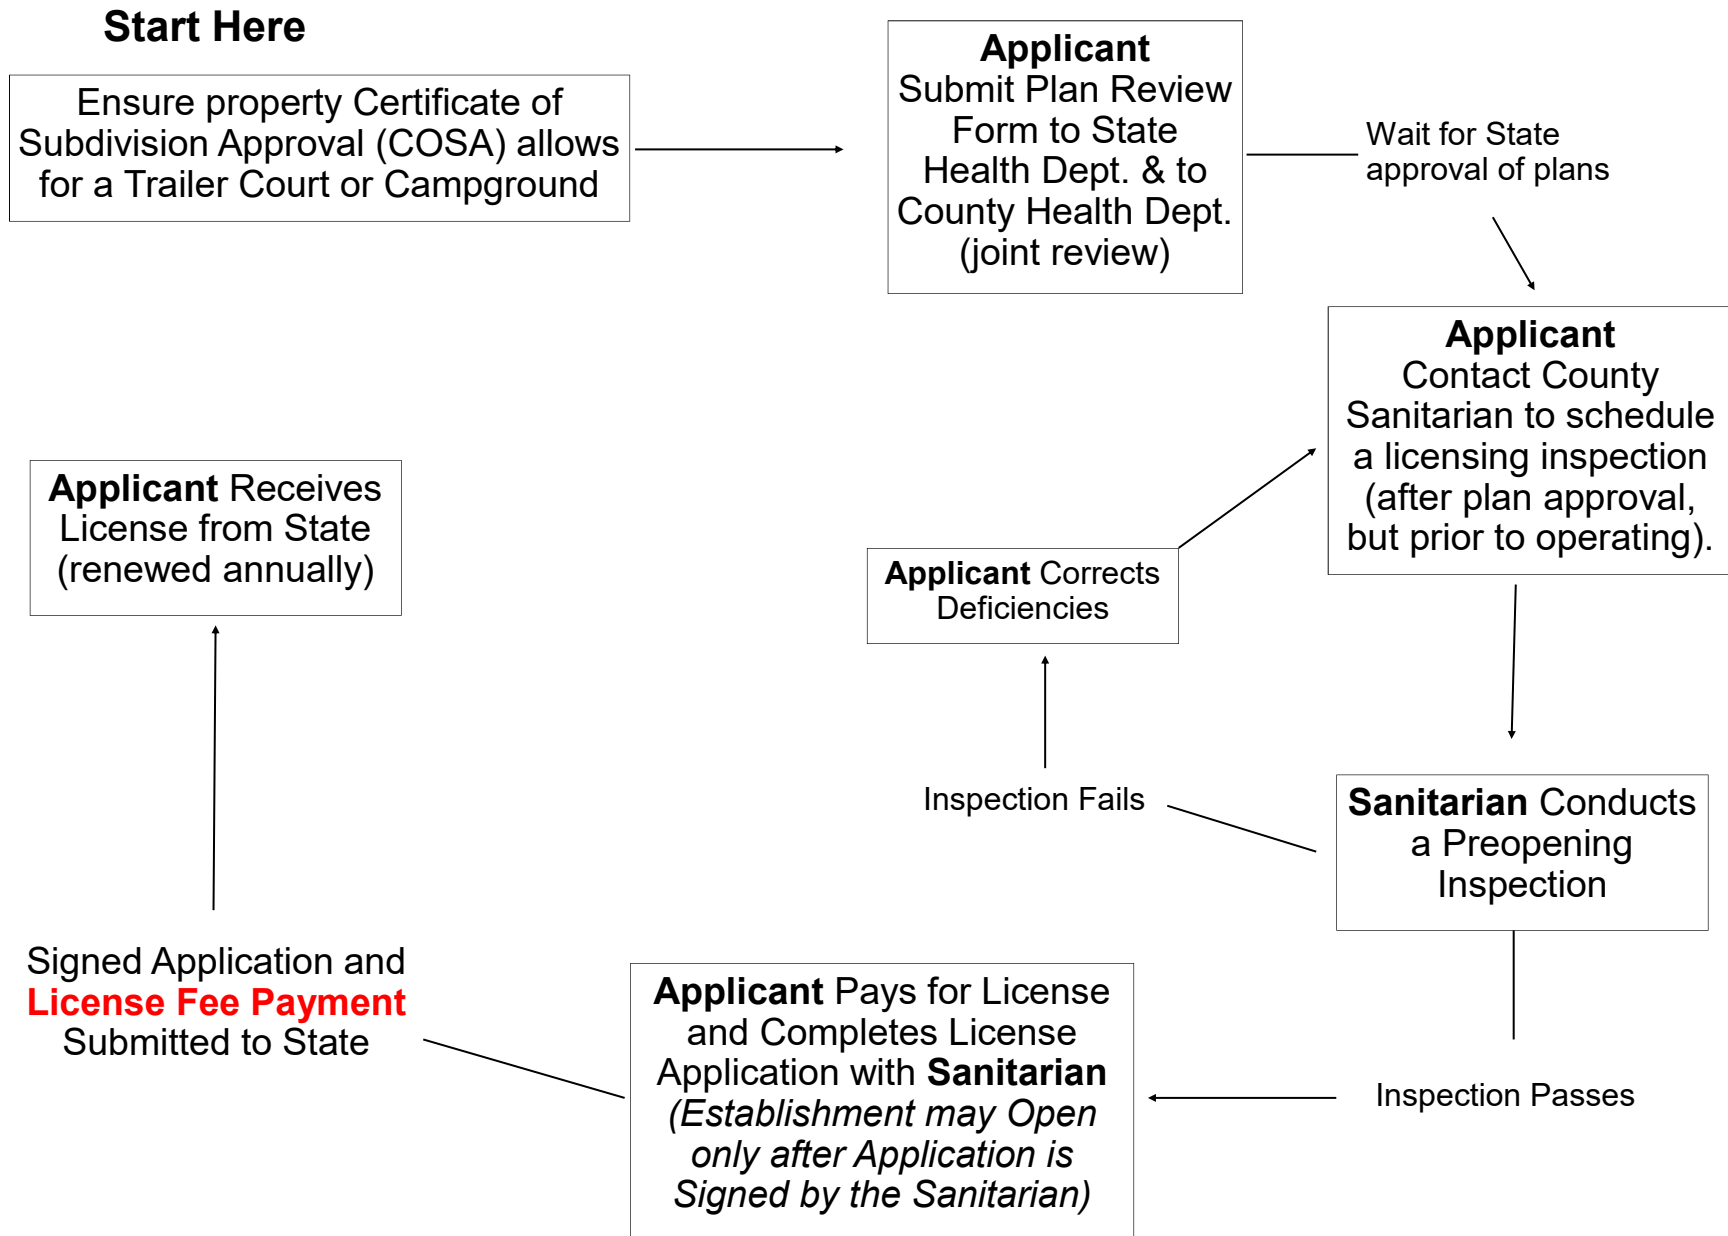 Start Here
Ensure property Certificate of
Subdivision Approval (COSA) allows
for a Trailer Court or Campground
Applicant
Submit Plan Review
Form to State
Health Dept. & to
County Health Dept.
(joint review)
Wait for State
approval of plans
Applicant
Contact County
Sanitarian to schedule
a licensing inspection
(after plan approval,
but prior to operating).
Sanitarian Conducts
a Preopening
Inspection
Inspection Fails
Applicant Corrects
Deficiencies
Inspection Passes
Applicant Pays for License
and Completes License
Application with Sanitarian
(Establishment may Open
only after Application is
Signed by the Sanitarian)
Signed Application and
License Fee Payment
Submitted to State
Applicant Receives
License from State
(renewed annually)